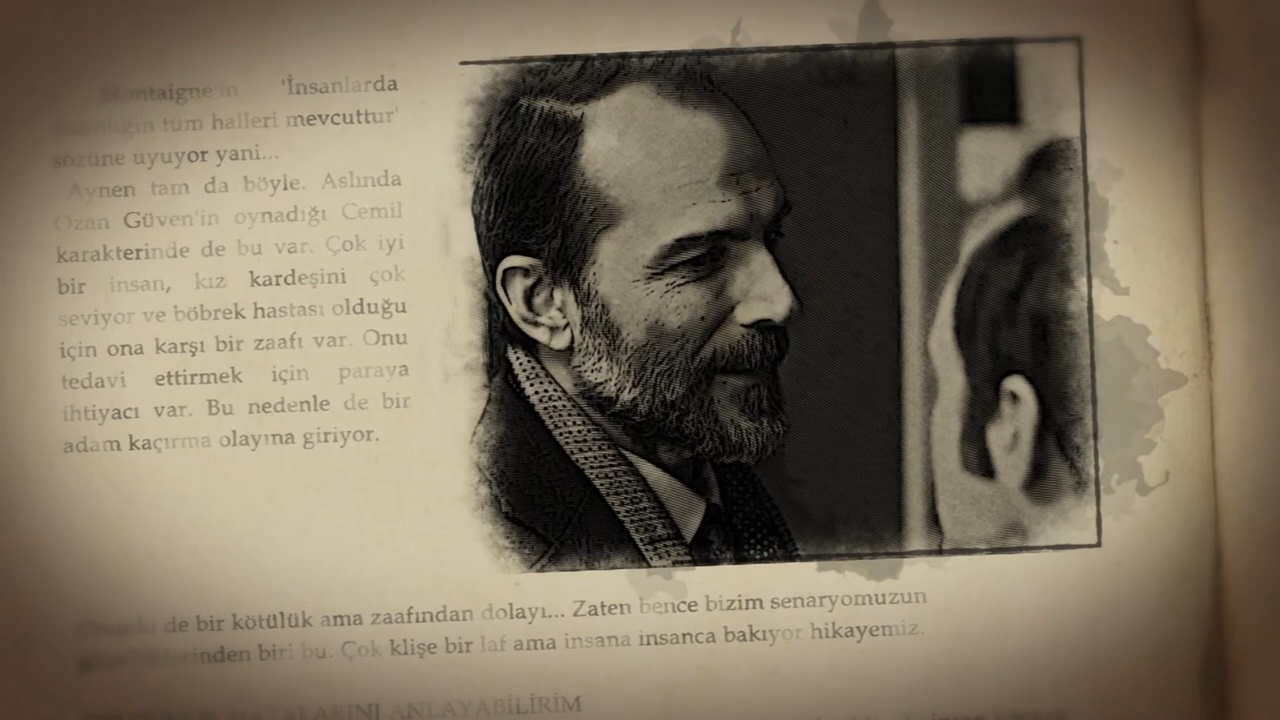 Montaigne'in 'İnsanlarda
insanlığın tüm halleri mevcuttur'
sözüne uyuyor yani...
Aynen tam da böyle. Aslında
Ozan Güven'in oynadığı Cemil
karakterinde de bu var. Çok iyi
bir insan, kız kardeşini çok
seviyor ve böbrek hastası olduğu
için ona karşı bir zaafı var. Onu
tedavi ettirmek için paraya
ihtiyacı var. Bu nedenle de bir
adam kaçırma olayına giriyor.
de bir kötülük ama zaafından dolayı... Zaten bence bizim senaryomuzun
biri bu. Çok klişe bir laf ama insana insanca bakıyor hikayemiz.
ANLAYABİLİRİM